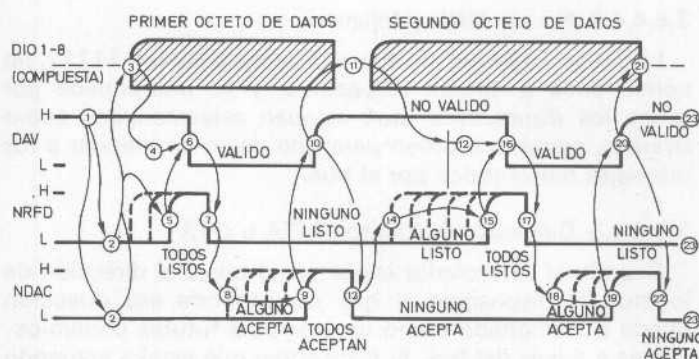 PRIMER OCTETO DE DATOS
SEGUNDO OCTETO DE DATOS
DIO 1-8
(COMPUESTA)
3
11
21
H
DAV
L
1
4
6
VALIDO
10
NO VALIDO
12
16
VALIDO
20
NO
VALIDO
23
H
NRFD
L
2
5
7
TODOS
LISTOS
NINGUNO
LISTO
14
ALGUNO
LISTO
15
17
TODOS
LISTOS
NINGUNO
LISTO
23
H
NDAC
L
2
8
ALGUNO
ACEPTA
9
TODOS
ACEPTAN
12
NINGUNO
ACEPTA
18
ALGUNO
ACEPTA
19
22
23
NINGUNO
ACEPTA